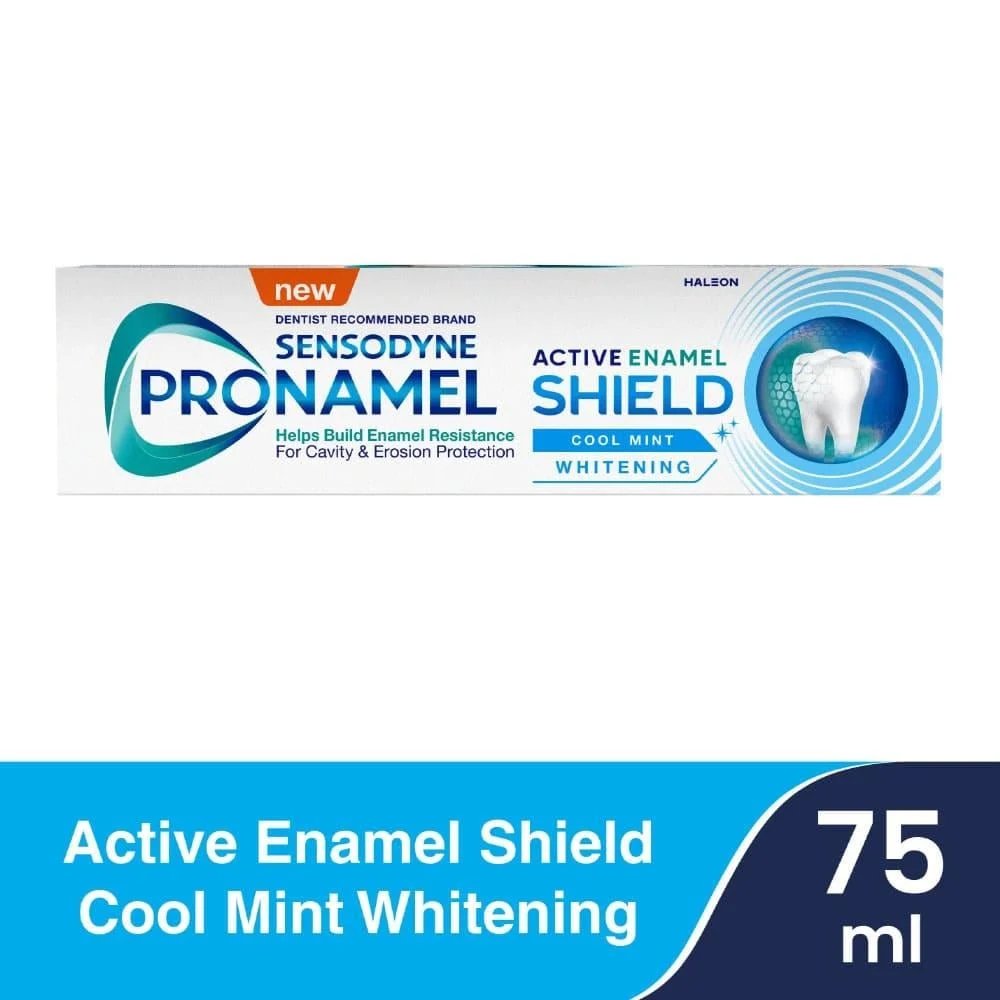 new
HALEON
DENTIST RECOMMENDED BRAND
SENSODYNE
PRONAMEL
Helps Build Enamel Resistance
For Cavity & Erosion Protection
ACTIVE ENAMEL
SHIELD
COOL MINT
WHITENING
Active Enamel Shield
Cool Mint Whitening
75
ml